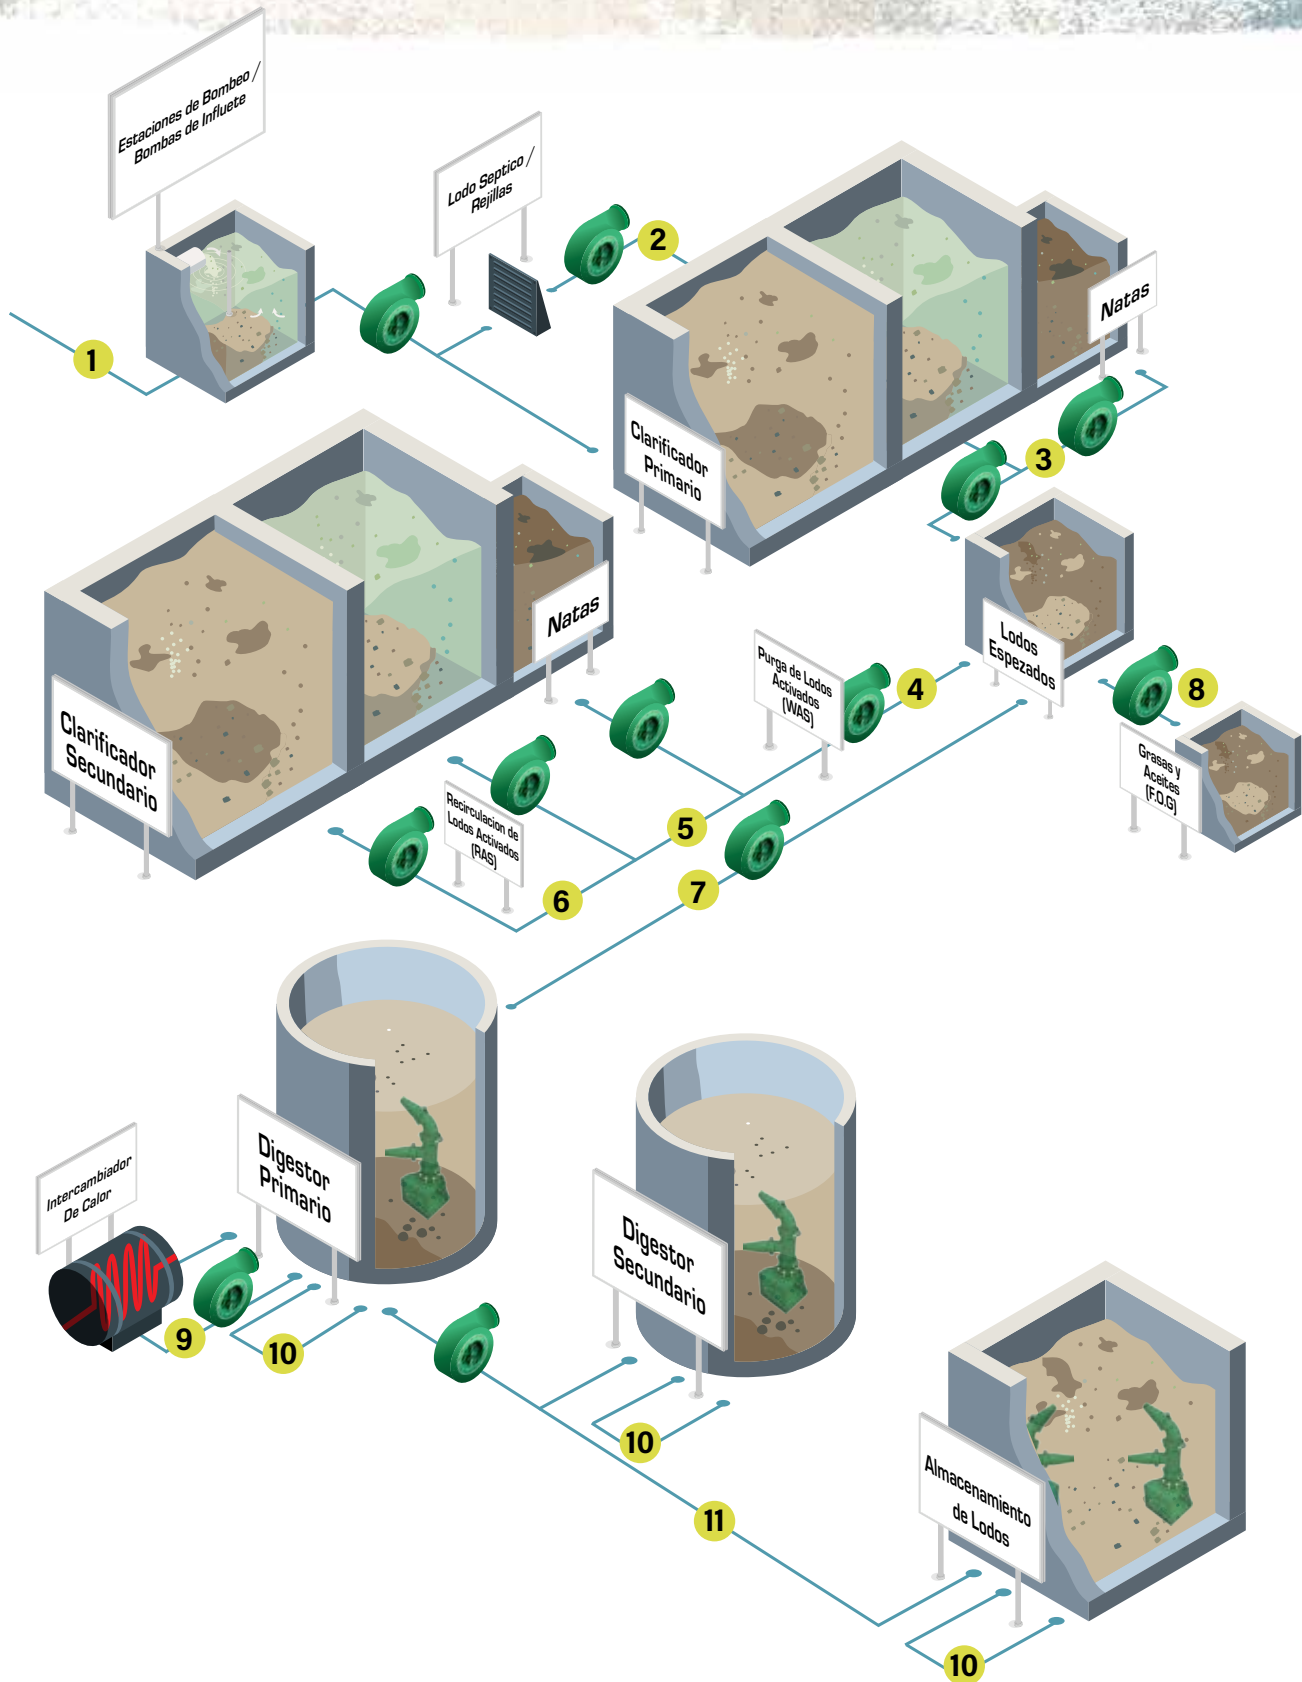 Estaciones de Bombeo /
Bombas de Influete
Lodo Septico /
Rejillas
2
1
Natas
Clarificador
Primario
3
Natas
Lodos
Espezados
Purga de Lodos
Activados
(WAS)
4
8
Clarificador
Secundario
Grasas y
Aceites
(F.O.G)
Recirculacion de
Lodos Activados
(RAS)
5
6
7
Digestor
Primario
Intercambiador
De Calor
Digestor
Secundario
9
10
10
Almacenamiento
de Lodos
11
10